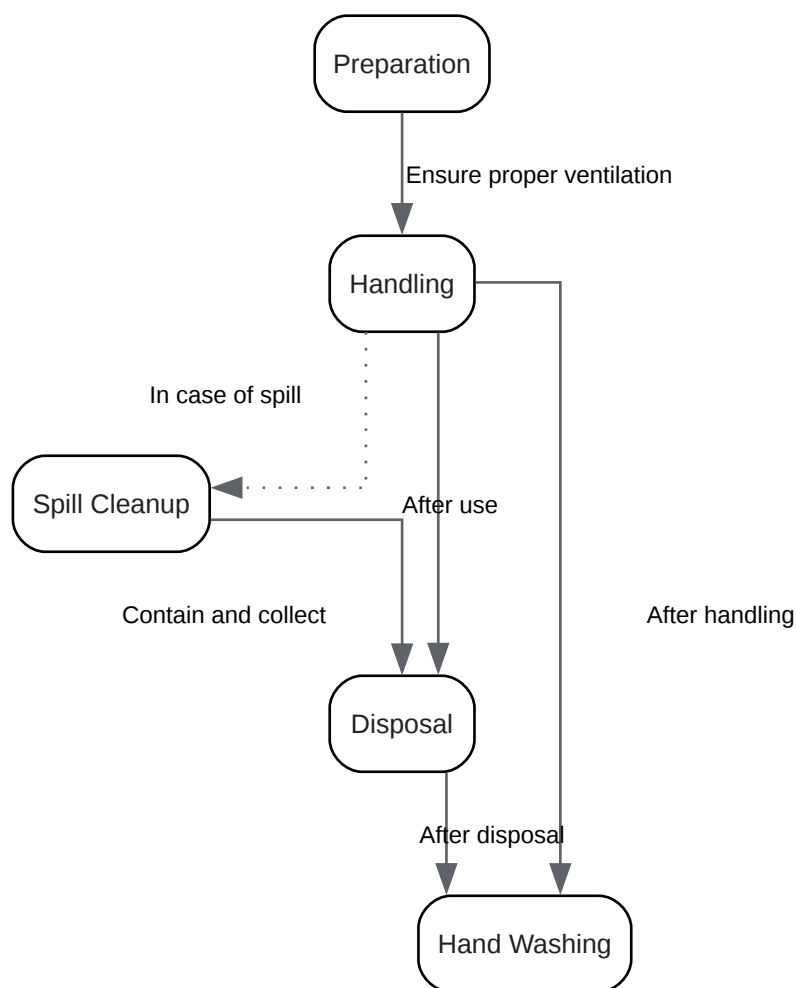 Preparation
Ensure proper ventilation
Handling
In case of spill
Spill Cleanup
After use
Contain and collect
After handling
Disposal
After disposal
Hand Washing